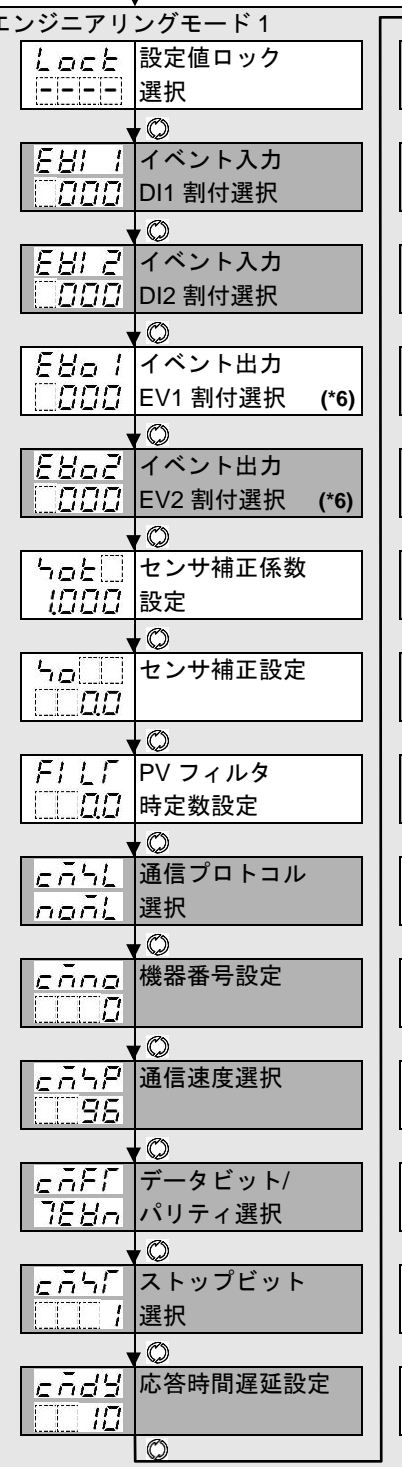 エンジニアリングモード 1
Lock 設定値ロック
---- 選択
EVI 1 イベント入力
000 DI1 割付選択
EVI 2 イベント入力
000 DI2 割付選択
EVo 1 イベント出力
000 EV1 割付選択 (*6)
EVo2 イベント出力
000 EV2 割付選択 (*6)
Sok センサ補正係数
1.000 設定
So センサ補正設定
0.0
FILT PV フィルタ
0.0 時定数設定
cMSL 通信プロトコル
noML 選択
cMno 機器番号設定
0
cMSP 通信速度選択
96
cMFT データビット/
7EVn パリティ選択
cMST ストップビット
1 選択
cMdY 応答時間遅延設定
10